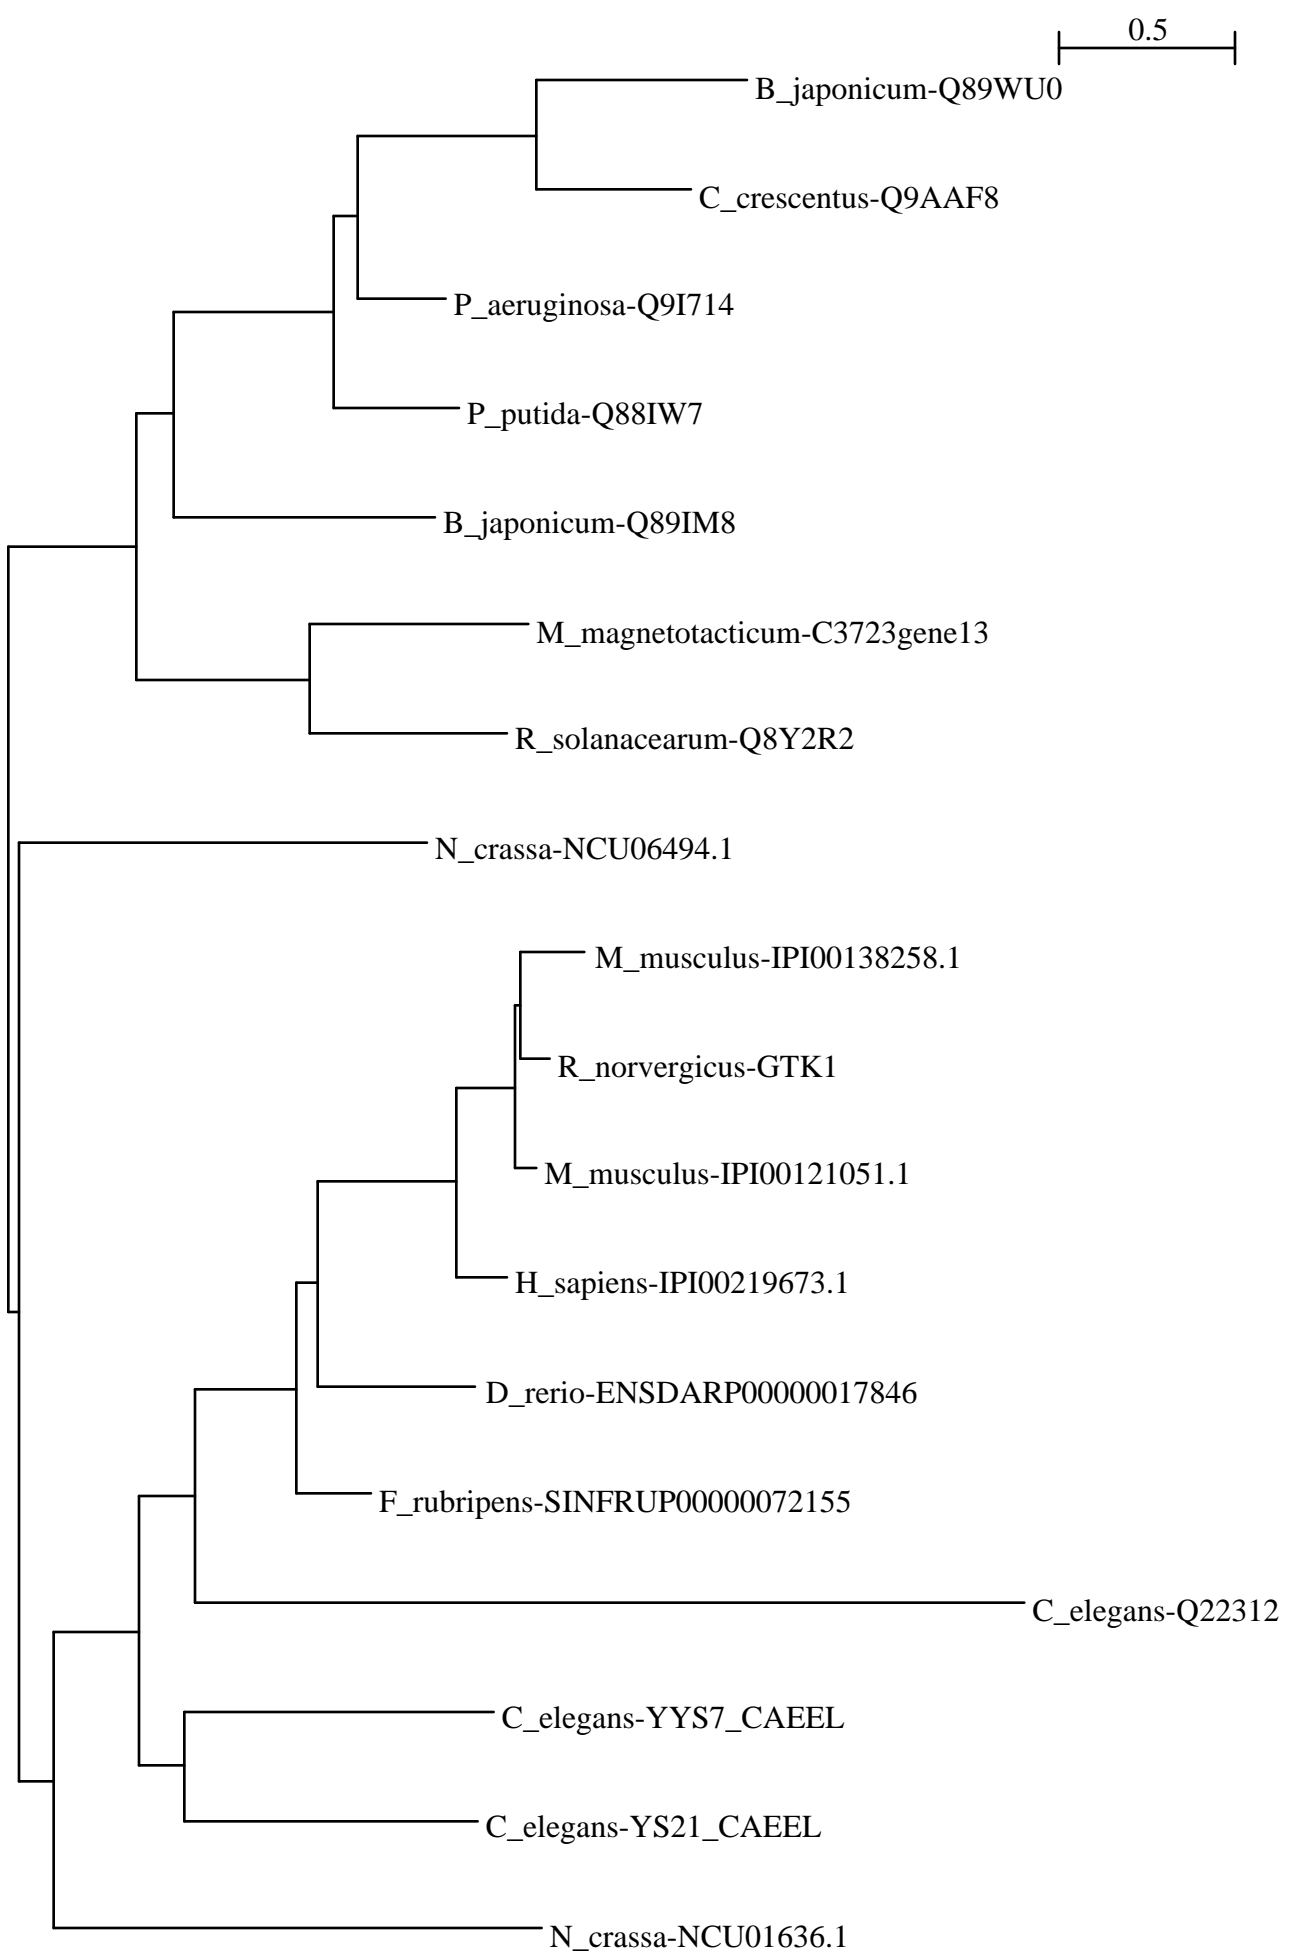 0.5
B_japonicum-Q89WU0
C_crescentus-Q9AAF8
P_aeruginosa-Q9I714
P_putida-Q88IW7
B_japonicum-Q89IM8
M_magnetotacticum-C3723gene13
R_solanacearum-Q8Y2R2
N_crassa-NCU06494.1
M_musculus-IPI00138258.1
R_norvergicus-GTK1
M_musculus-IPI00121051.1
H_sapiens-IPI00219673.1
D_rerio-ENSDARP00000017846
F_rubripens-SINFRUP00000072155
C_elegans-Q22312
C_elegans-YYS7_CAEEL
C_elegans-YS21_CAEEL
N_crassa-NCU01636.1